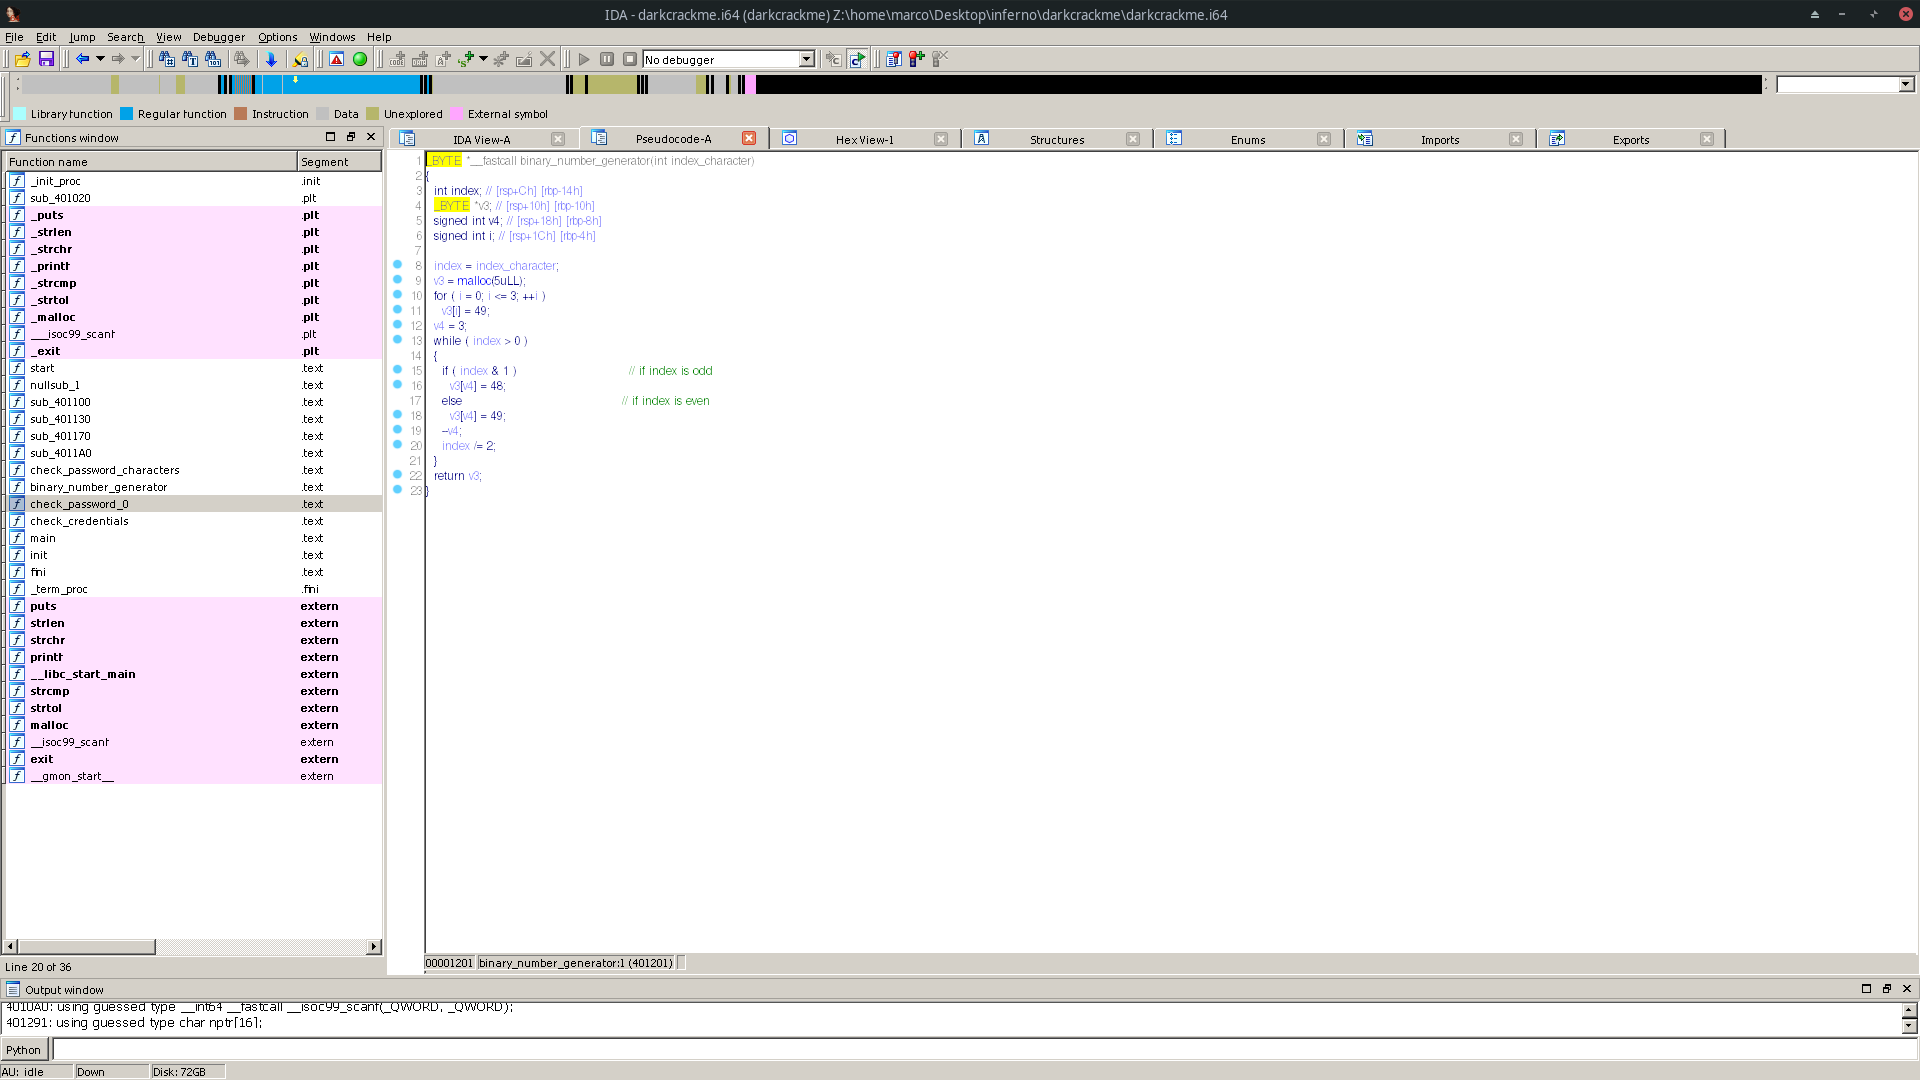 IDA - darkcrackme.i64 (darkcrackme) Z:\home\marco\Desktop\inferno\darkcrackme\darkcrackme.i64
File Edit Jump Search View Debugger Options Windows Help
No debugger
Library function Regular function Instruction Data Unexplored External symbol
Functions window
IDA View-A Pseudocode-A Hex View-1 Structures Enums Imports Exports
Function name Segment
_init_proc .init
sub_401020 .plt
_puts .plt
_strlen .plt
_strchr .plt
_printf .plt
_strcmp .plt
_strtol .plt
_malloc .plt
___isoc99_scanf .plt
_exit .plt
start .text
nullsub_1 .text
sub_401100 .text
sub_401130 .text
sub_401170 .text
sub_4011A0 .text
check_password_characters .text
binary_number_generator .text
check_password_0 .text
check_credentials .text
main .text
init .text
fini .text
_term_proc .fini
puts extern
strlen extern
strchr extern
printf extern
__libc_start_main extern
strcmp extern
strtol extern
malloc extern
__isoc99_scanf extern
exit extern
__gmon_start__ extern
Line 20 of 36
1 _BYTE *__fastcall binary_number_generator(int index_character)
2 {
3 int index; // [rsp+Ch] [rbp-14h]
4 _BYTE *v3; // [rsp+10h] [rbp-10h]
5 signed int v4; // [rsp+18h] [rbp-8h]
6 signed int i; // [rsp+1Ch] [rbp-4h]
7
8 index = index_character;
9 v3 = malloc(5uLL);
10 for ( i = 0; i <= 3; ++i )
11 v3[i] = 49;
12 v4 = 3;
13 while ( index > 0 )
14 {
15 if ( index & 1 ) // if index is odd
16 v3[v4] = 48;
17 else // if index is even
18 v3[v4] = 49;
19 --v4;
20 index /= 2;
21 }
22 return v3;
23 }
00001201 binary_number_generator:1 (401201)
Output window
4010A0: using guessed type __int64 __fastcall __isoc99_scanf(_QWORD, _QWORD);
401291: using guessed type char nptr[16];
Python
AU: idle Down Disk: 72GB